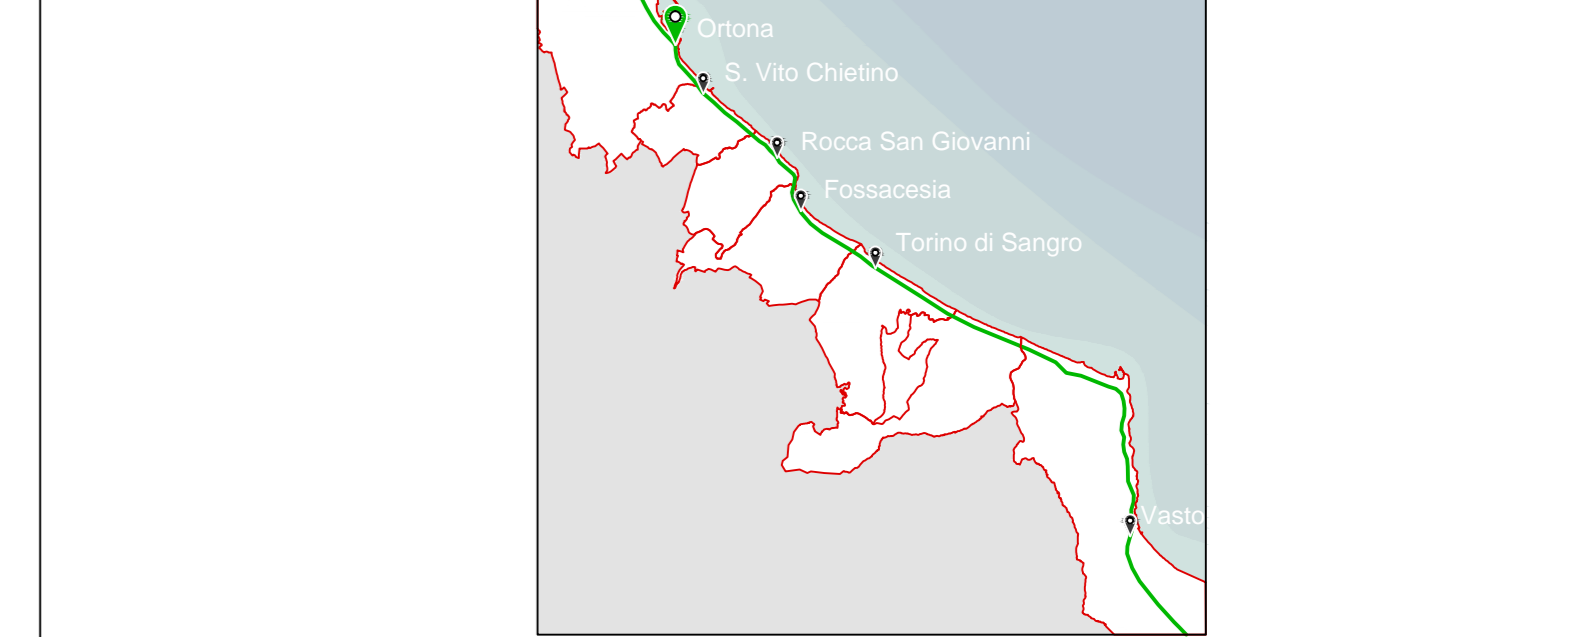 Ortona
S. Vito Chietino
Rocca San Giovanni
Fossacesia
Torino di Sangro
Vasto